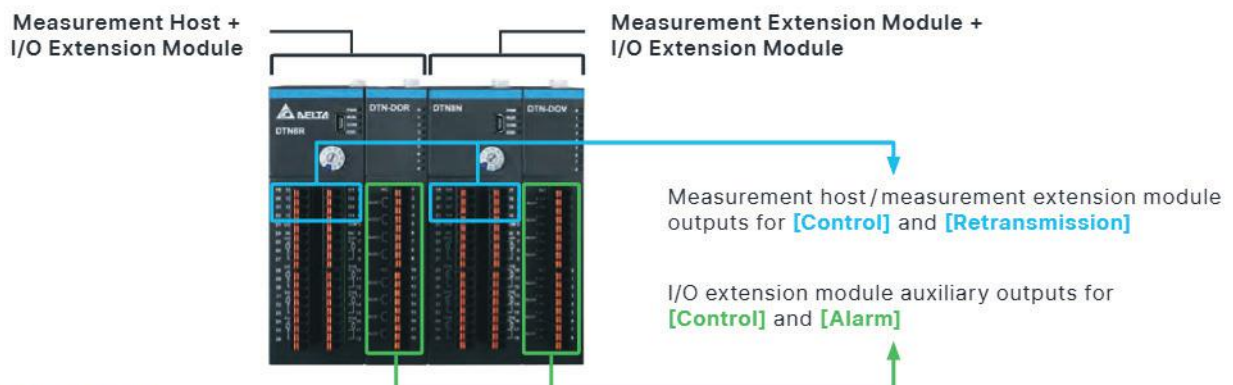 Measurement Host +
I/O Extension Module
Measurement Extension Module +
I/O Extension Module
DELTA
DTN8R
DTN-DOR
DTN8N
DTN-DOV
Measurement host/measurement extension module
outputs for [Control] and [Retransmission]
I/O extension module auxiliary outputs for
[Control] and [Alarm]